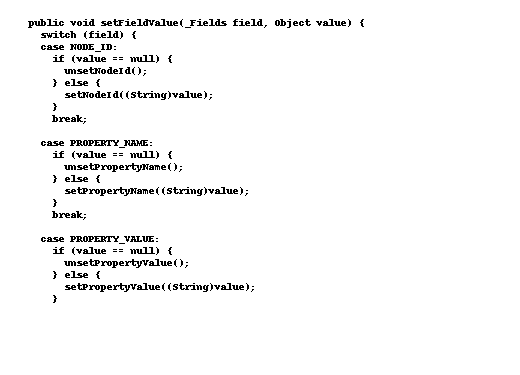 public void setFieldValue(_Fields field, Object value) {
  switch (field) {
  case NODE_ID:
    if (value == null) {
      unsetNodeId();
    } else {
      setNodeId((String)value);
    }
    break;

  case PROPERTY_NAME:
    if (value == null) {
      unsetPropertyName();
    } else {
      setPropertyName((String)value);
    }
    break;

  case PROPERTY_VALUE:
    if (value == null) {
      unsetPropertyValue();
    } else {
      setPropertyValue((String)value);
    }